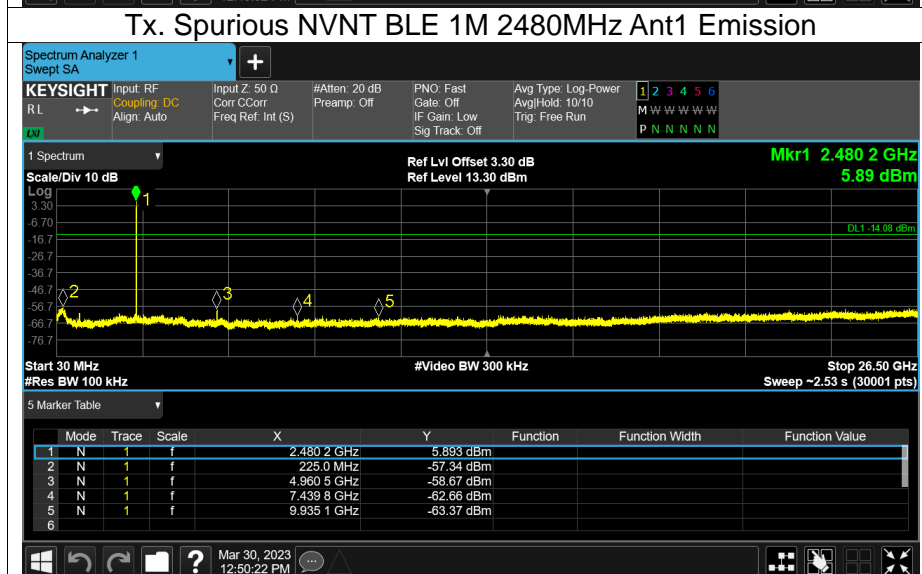 Tx. Spurious NVNT BLE 1M 2480MHz Ant1 Emission
Spectrum Analyzer 1
Swept SA
+
KEYSIGHT Input: RF Input Z: 50 Ω #Atten: 20 dB PNO: Fast Avg Type: Log-Power 1 2 3 4 5 6
RL Coupling: DC Corr CCorr Preamp: Off Gate: Off Avg|Hold: 10/10 M W W W W W
Align: Auto Freq Ref: Int (S) IF Gain: Low Trig: Free Run
LXI Sig Track: Off P N N N N N
1 Spectrum Ref Lvl Offset 3.30 dB Mkr1 2.480 2 GHz
Scale/Div 10 dB Ref Level 13.30 dBm 5.89 dBm
Log
1
3.30
-6.70
DL1 -14.08 dBm
-16.7
-26.7
-36.7
-46.7
2 3 4 5
-56.7
-66.7
-76.7
Start 30 MHz #Video BW 300 kHz Stop 26.50 GHz
#Res BW 100 kHz Sweep ~2.53 s (30001 pts)
5 Marker Table
Mode Trace Scale X Y Function Function Width Function Value
1 N 1 f 2.480 2 GHz 5.893 dBm
2 N 1 f 225.0 MHz -57.34 dBm
3 N 1 f 4.960 5 GHz -58.67 dBm
4 N 1 f 7.439 8 GHz -62.66 dBm
5 N 1 f 9.935 1 GHz -63.37 dBm
6
? Mar 30, 2023
12:50:22 PM